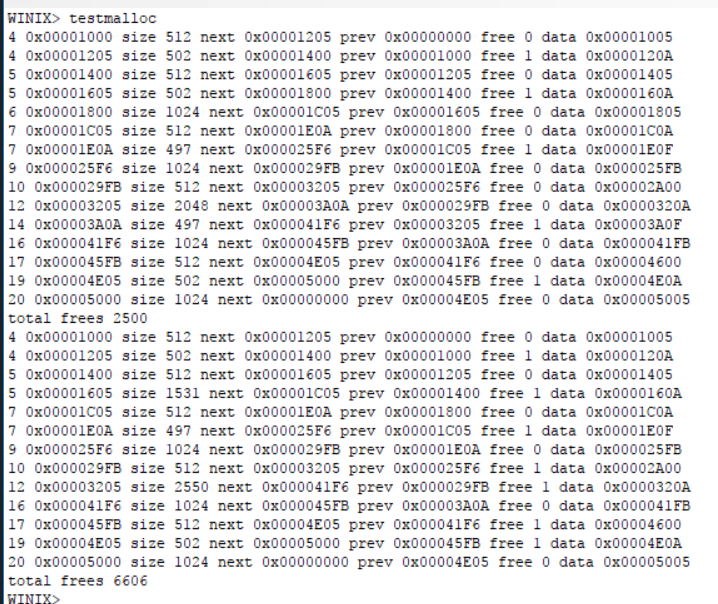 WINIX> testmalloc
4 0x00001000 size 512 next 0x00001205 prev 0x00000000 free 0 data 0x00001005
4 0x00001205 size 502 next 0x00001400 prev 0x00001000 free 1 data 0x0000120A
5 0x00001400 size 512 next 0x00001605 prev 0x00001205 free 0 data 0x00001405
5 0x00001605 size 502 next 0x00001800 prev 0x00001400 free 1 data 0x0000160A
6 0x00001800 size 1024 next 0x00001C05 prev 0x00001605 free 0 data 0x00001805
7 0x00001C05 size 512 next 0x00001E0A prev 0x00001800 free 0 data 0x00001C0A
7 0x00001E0A size 497 next 0x000025F6 prev 0x00001C05 free 1 data 0x00001E0F
9 0x000025F6 size 1024 next 0x000029FB prev 0x00001E0A free 0 data 0x000025FB
10 0x000029FB size 512 next 0x00003205 prev 0x000025F6 free 0 data 0x00002A00
12 0x00003205 size 2048 next 0x00003A0A prev 0x000029FB free 0 data 0x0000320A
14 0x00003A0A size 497 next 0x000041F6 prev 0x00003205 free 1 data 0x00003A0F
16 0x000041F6 size 1024 next 0x000045FB prev 0x00003A0A free 0 data 0x000041FB
17 0x000045FB size 512 next 0x00004E05 prev 0x000041F6 free 0 data 0x00004600
19 0x00004E05 size 502 next 0x00005000 prev 0x000045FB free 1 data 0x00004E0A
20 0x00005000 size 1024 next 0x00000000 prev 0x00004E05 free 0 data 0x00005005
total frees 2500
4 0x00001000 size 512 next 0x00001205 prev 0x00000000 free 0 data 0x00001005
4 0x00001205 size 502 next 0x00001400 prev 0x00001000 free 1 data 0x0000120A
5 0x00001400 size 512 next 0x00001605 prev 0x00001205 free 0 data 0x00001405
5 0x00001605 size 1531 next 0x00001C05 prev 0x00001400 free 1 data 0x0000160A
7 0x00001C05 size 512 next 0x00001E0A prev 0x00001800 free 0 data 0x00001C0A
7 0x00001E0A size 497 next 0x000025F6 prev 0x00001C05 free 1 data 0x00001E0F
9 0x000025F6 size 1024 next 0x000029FB prev 0x00001E0A free 0 data 0x000025FB
10 0x000029FB size 512 next 0x00003205 prev 0x000025F6 free 1 data 0x00002A00
12 0x00003205 size 2550 next 0x000041F6 prev 0x000029FB free 1 data 0x0000320A
16 0x000041F6 size 1024 next 0x000045FB prev 0x00003A0A free 0 data 0x000041FB
17 0x000045FB size 512 next 0x00004E05 prev 0x000041F6 free 1 data 0x00004600
19 0x00004E05 size 502 next 0x00005000 prev 0x000045FB free 1 data 0x00004E0A
20 0x00005000 size 1024 next 0x00000000 prev 0x00004E05 free 0 data 0x00005005
total frees 6606
WINIX>